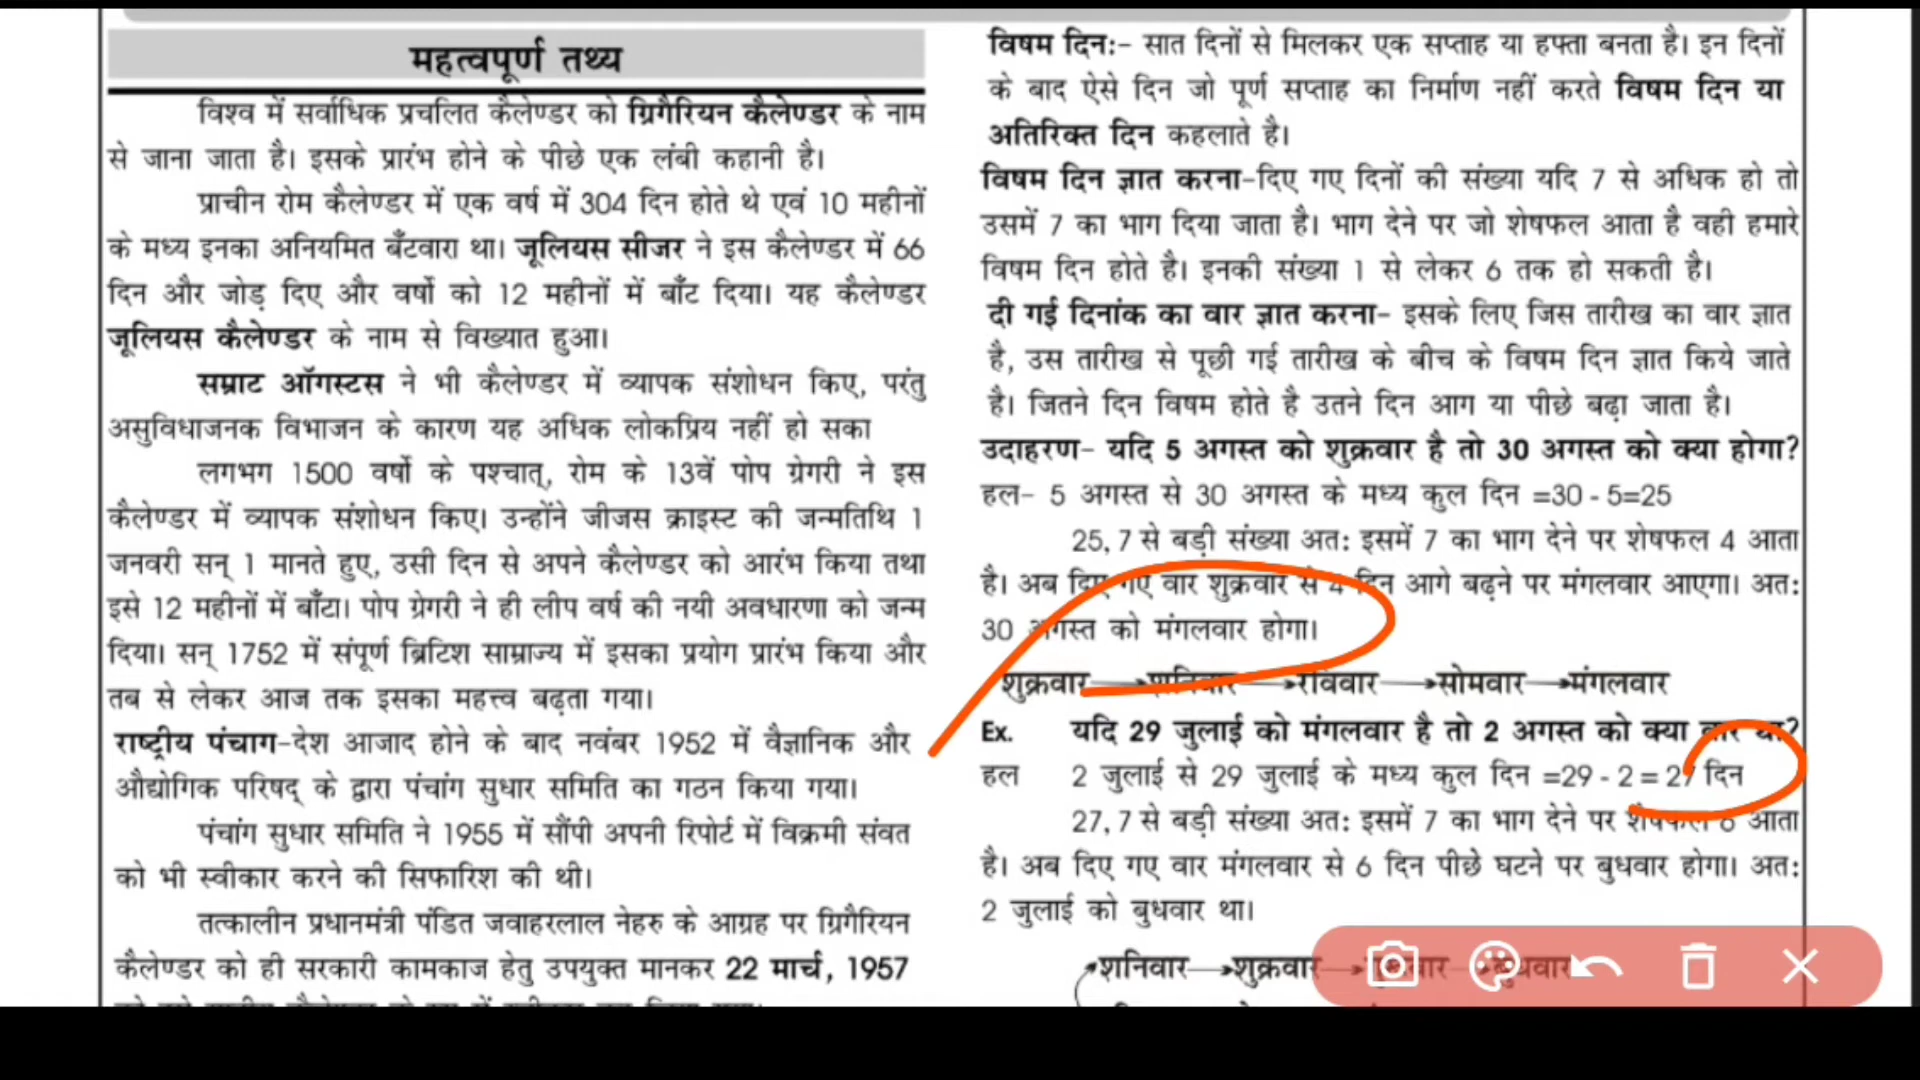 महत्वपूर्ण तथ्य
विश्व में सर्वाधिक प्रचलित कैलेण्डर को ग्रिगैरियन कैलेण्डर के नाम
से जाना जाता है। इसके प्रारंभ होने के पीछे एक लंबी कहानी है।
प्राचीन रोम कैलेण्डर में एक वर्ष में 304 दिन होते थे एवं 10 महीनों
के मध्य इनका अनियमित बँटवारा था। जूलियस सीजर ने इस कैलेण्डर में 66
दिन और जोड़ दिए और वर्षो को 12 महीनों में बाँट दिया। यह कैलेण्डर
जूलियस कैलेण्डर के नाम से विख्यात हुआ।
सम्राट ऑगस्टस ने भी कैलेण्डर में व्यापक संशोधन किए, परंतु
असुविधाजनक विभाजन के कारण यह अधिक लोकप्रिय नहीं हो सका
लगभग 1500 वर्षो के पश्चात्, रोम के 13वें पोप ग्रेगरी ने इस
कैलेण्डर में व्यापक संशोधन किए। उन्होंने जीजस क्राइस्ट की जन्मतिथि 1
जनवरी सन् 1 मानते हुए, उसी दिन से अपने कैलेण्डर को आरंभ किया तथा
इसे 12 महीनों में बाँटा। पोप ग्रेगरी ने ही लीप वर्ष की नयी अवधारणा को जन्म
दिया। सन् 1752 में संपूर्ण ब्रिटिश साम्राज्य में इसका प्रयोग प्रारंभ किया और
तब से लेकर आज तक इसका महत्त्व बढ़ता गया।
राष्ट्रीय पंचाग-देश आजाद होने के बाद नवंबर 1952 में वैज्ञानिक और
औद्योगिक परिषद् के द्वारा पंचांग सुधार समिति का गठन किया गया।
पंचांग सुधार समिति ने 1955 में सौंपी अपनी रिपोर्ट में विक्रमी संवत
को भी स्वीकार करने की सिफारिश की थी।
तत्कालीन प्रधानमंत्री पंडित जवाहरलाल नेहरु के आग्रह पर ग्रिगैरियन
कैलेण्डर को ही सरकारी कामकाज हेतु उपयुक्त मानकर 22 मार्च, 1957
विषम दिन:- सात दिनों से मिलकर एक सप्ताह या हफ्ता बनता है। इन दिनों
के बाद ऐसे दिन जो पूर्ण सप्ताह का निर्माण नहीं करते विषम दिन या
अतिरिक्त दिन कहलाते है।
विषम दिन ज्ञात करना-दिए गए दिनों की संख्या यदि 7 से अधिक हो तो
उसमें 7 का भाग दिया जाता है। भाग देने पर जो शेषफल आता है वही हमारे
विषम दिन होते है। इनकी संख्या 1 से लेकर 6 तक हो सकती है।
दी गई दिनांक का वार ज्ञात करना- इसके लिए जिस तारीख का वार ज्ञात
है, उस तारीख से पूछी गई तारीख के बीच के विषम दिन ज्ञात किये जाते
है। जितने दिन विषम होते है उतने दिन आग या पीछे बढ़ा जाता है।
उदाहरण- यदि 5 अगस्त को शुक्रवार है तो 30 अगस्त को क्या होगा?
हल- 5 अगस्त से 30 अगस्त के मध्य कुल दिन =30 - 5=25
25, 7 से बड़ी संख्या अत: इसमें 7 का भाग देने पर शेषफल 4 आता
है। अब दिए गए वार शुक्रवार से 4 दिन आगे बढ़ने पर मंगलवार आएगा। अत:
30 अगस्त को मंगलवार होगा।
शुक्रवार → शनिवार → रविवार → सोमवार → मंगलवार
Ex. यदि 29 जुलाई को मंगलवार है तो 2 अगस्त को क्या वार था?
हल 2 जुलाई से 29 जुलाई के मध्य कुल दिन =29 - 2 = 27 दिन
27, 7 से बड़ी संख्या अत: इसमें 7 का भाग देने पर शेषफल 6 आता
है। अब दिए गए वार मंगलवार से 6 दिन पीछे घटने पर बुधवार होगा। अत:
2 जुलाई को बुधवार था।
शनिवार → शुक्रवार → → बुधवार